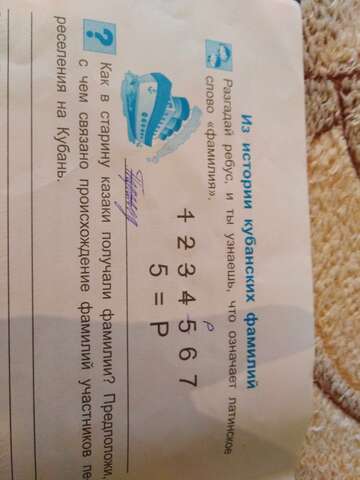 Из истории кубанских фамилий
Разгадай ребус, и ты узнаешь, что означает латинское
слово «фамилия».
р
1 2 3 4 5 6 7
5 = Р
?
Как в старину казаки получали фамилии? Предположи,
с чем связано происхождение фамилий участников пе
реселения на Кубань.